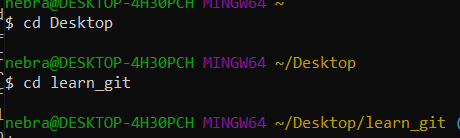 nebra@DESKTOP-4H30PCH MINGW64 ~
$ cd Desktop
nebra@DESKTOP-4H30PCH MINGW64 ~/Desktop
$ cd learn_git
nebra@DESKTOP-4H30PCH MINGW64 ~/Desktop/learn_git (